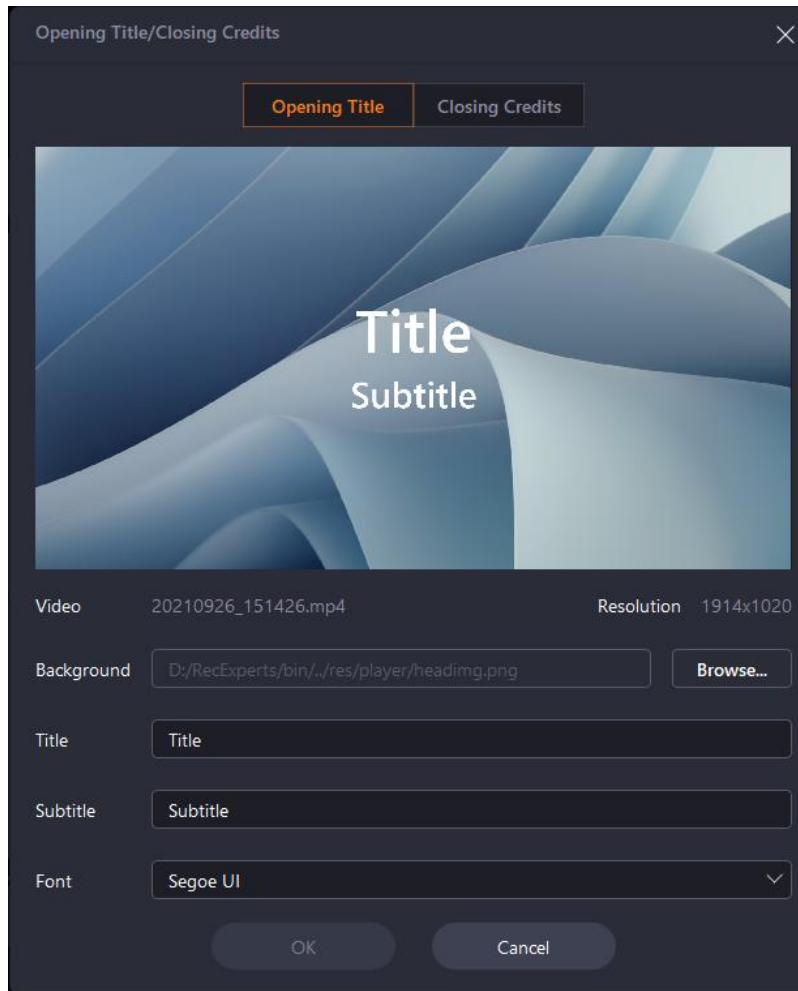 Opening Title/Closing Credits
Opening Title Closing Credits
Title
Subtitle
Video 20210926_151426.mp4 Resolution 1914x1020
Background D:/RecExperts/bin/../res/player/headimg.png Browse...
Title Title
Subtitle Subtitle
Font Segoe UI
OK Cancel